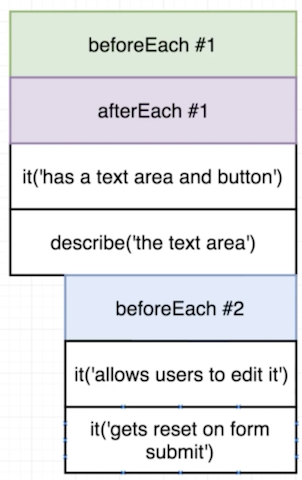 beforeEach #1
afterEach #1
it('has a text area and button')
describe('the text area')
beforeEach #2
it('allows users to edit it')
it('gets reset on form
submit')